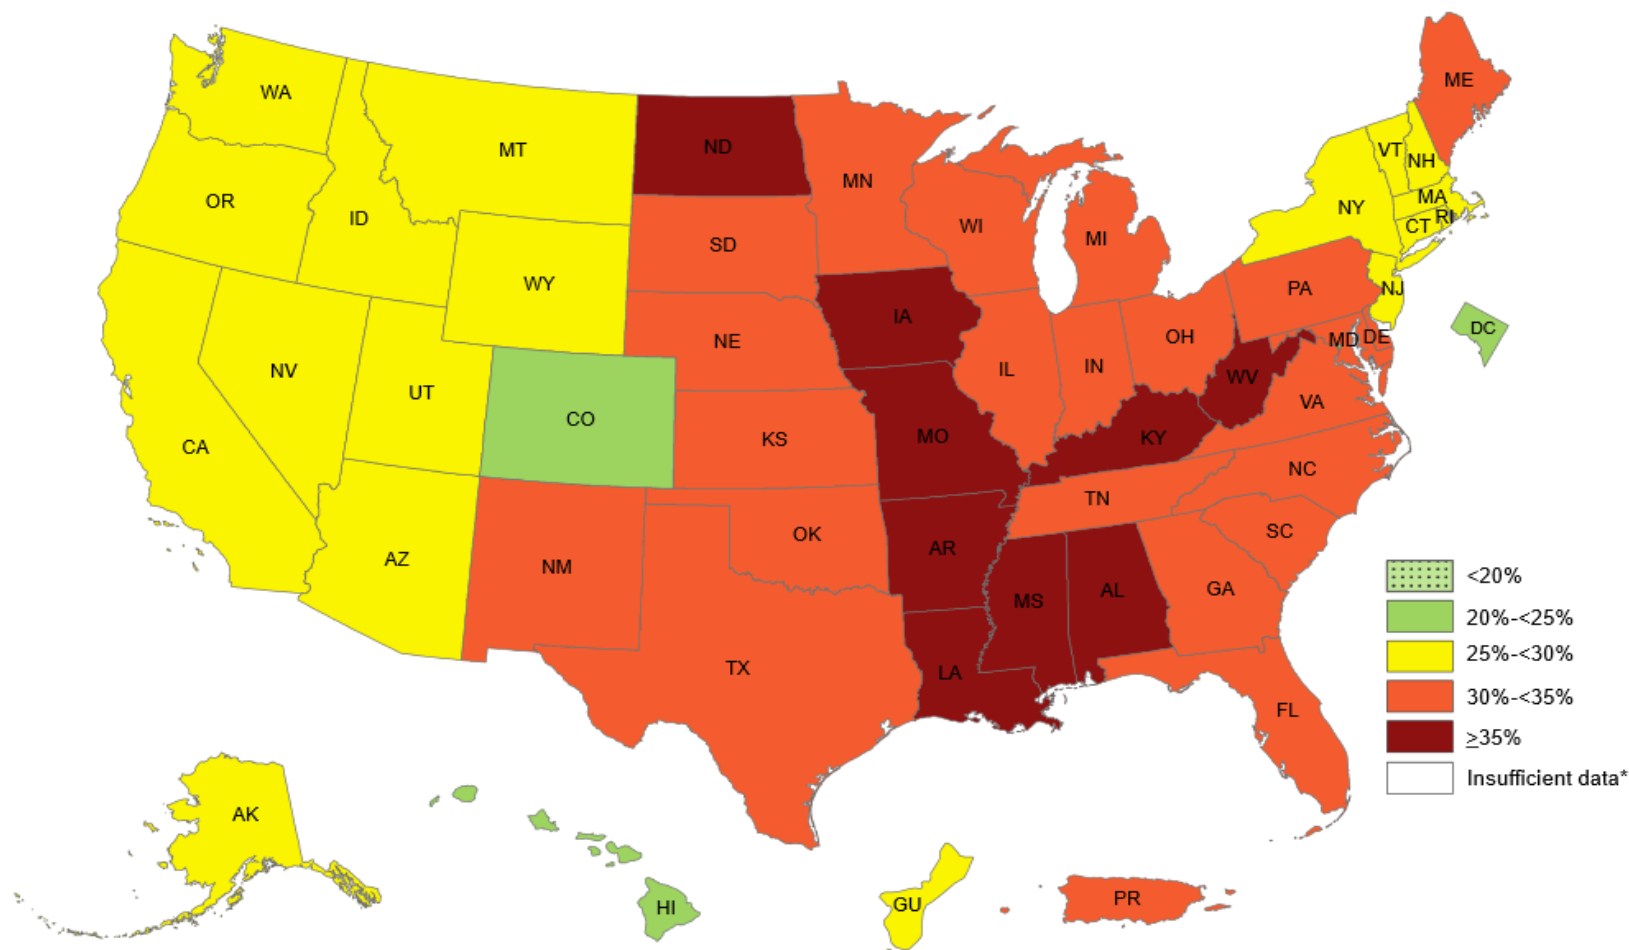 WA
MT
ND
ME
MN
VT
NH
OR
ID
SD
WI
MI
NY
MA
CT
RI
WY
IA
NE
PA
NJ
DC
NV
UT
CO
IL
IN
OH
MD
DE
WV
VA
CA
KS
MO
KY
NC
TN
AZ
NM
OK
AR
SC
MS
AL
GA
TX
LA
FL
<20%
20%-<25%
25%-<30%
30%-<35%
≥35%
Insufficient data*
AK
HI
GU
PR